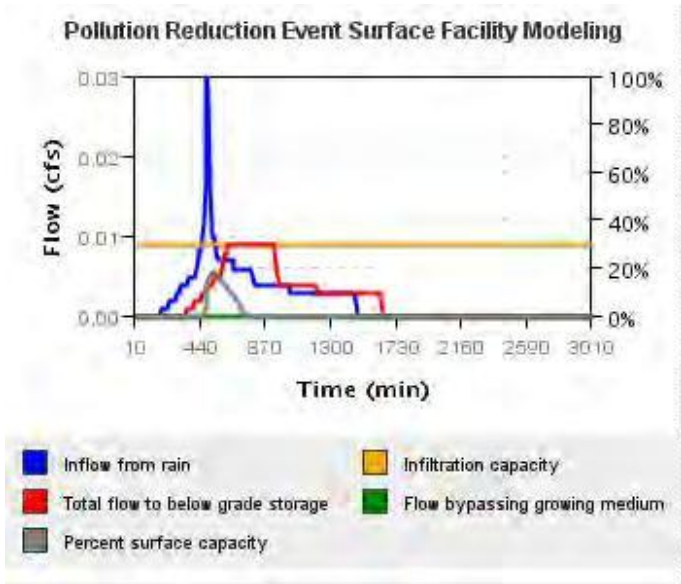 Pollution Reduction Event Surface Facility Modeling
0.03
0.02
0.01
0.00
Flow (cfs)
100%
80%
60%
40%
20%
0%
10 440 870 1300 1730 2160 2590 3010
Time (min)
Inflow from rain
Infiltration capacity
Total flow to below grade storage
Flow bypassing growing medium
Percent surface capacity